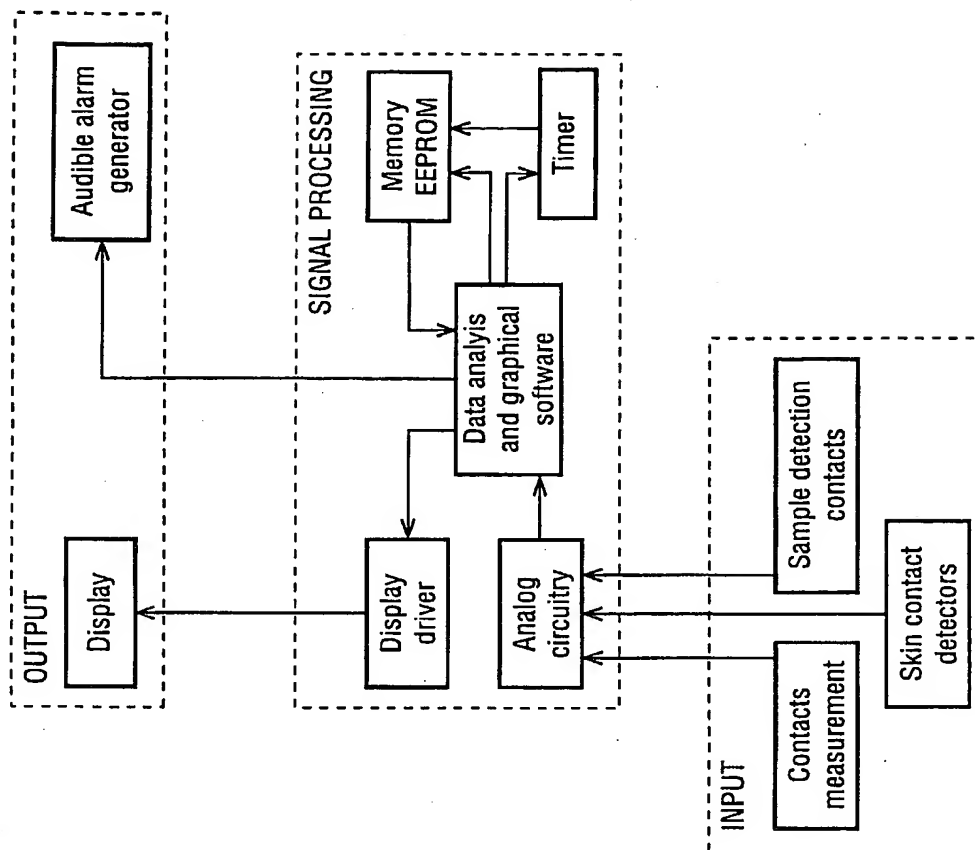 OUTPUT
Display
Audible alarm
generator
SIGNAL PROCESSING
Display
driver
Memory
EEPROM
Analog
circuitry
Data analyis
and graphical
software
Timer
INPUT
Contacts
measurement
Sample detection
contacts
Skin contact
detectors